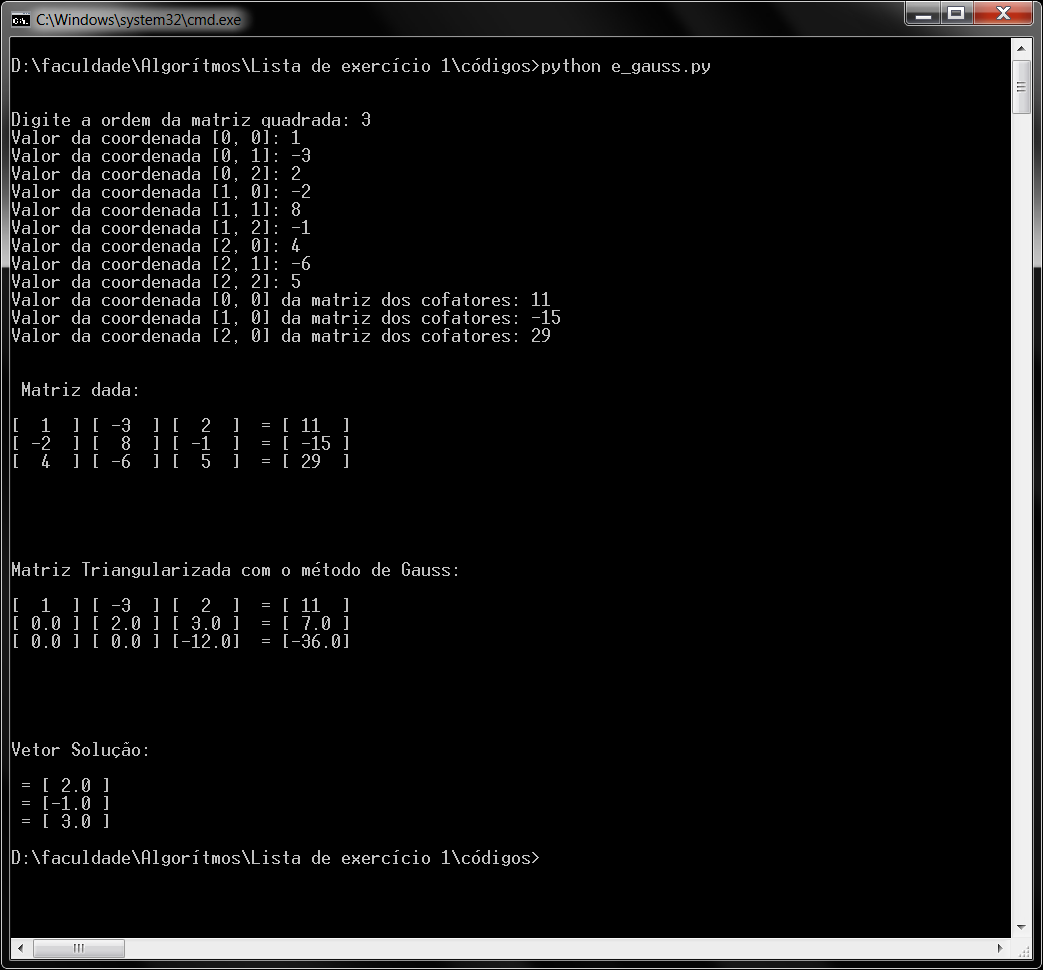 C:\Windows\system32\cmd.exe
D:\faculdade\Algorítmos\Lista de exercício 1\códigos>python e_gauss.py
Digite a ordem da matriz quadrada: 3
Valor da coordenada [0, 0]: 1
Valor da coordenada [0, 1]: -3
Valor da coordenada [0, 2]: 2
Valor da coordenada [1, 0]: -2
Valor da coordenada [1, 1]: 8
Valor da coordenada [1, 2]: -1
Valor da coordenada [2, 0]: 4
Valor da coordenada [2, 1]: -6
Valor da coordenada [2, 2]: 5
Valor da coordenada [0, 0] da matriz dos cofatores: 11
Valor da coordenada [1, 0] da matriz dos cofatores: -15
Valor da coordenada [2, 0] da matriz dos cofatores: 29
Matriz dada:
[  1  ] [ -3  ] [  2  ]  = [ 11  ]
[ -2  ] [  8  ] [ -1  ]  = [ -15 ]
[  4  ] [ -6  ] [  5  ]  = [ 29  ]
Matriz Triangularizada com o método de Gauss:
[  1  ] [ -3  ] [  2  ]  = [ 11  ]
[ 0.0 ] [ 2.0 ] [ 3.0 ]  = [ 7.0 ]
[ 0.0 ] [ 0.0 ] [-12.0]  = [-36.0]
Vetor Solução:
= [ 2.0 ]
= [-1.0 ]
= [ 3.0 ]
D:\faculdade\Algorítmos\Lista de exercício 1\códigos>